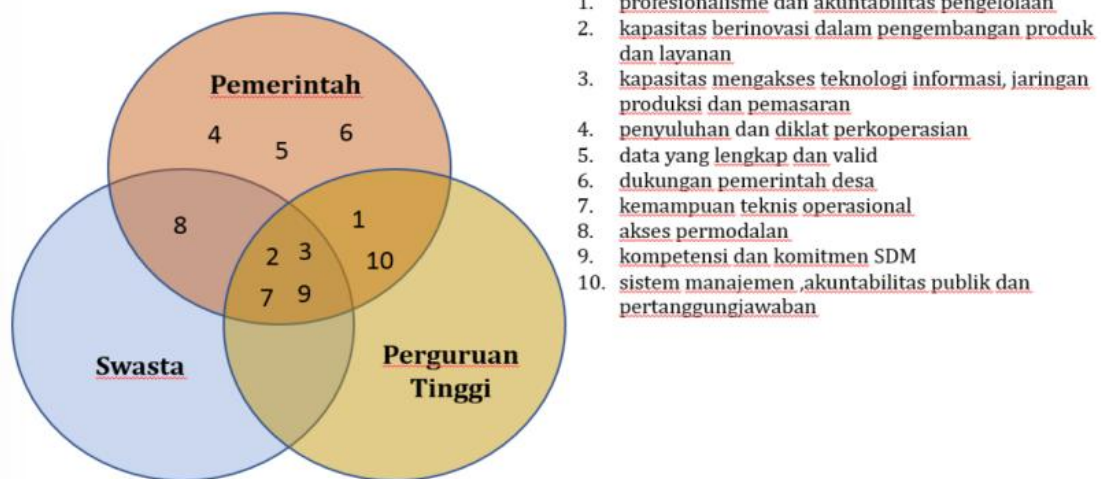 Pemerintah
4
5
6
8
1
2
3
10
7
9
Swasta
Perguruan
Tinggi
1. profesionalisme dan akuntabilitas pengelolaan
2. kapasitas berinovasi dalam pengembangan produk
dan layanan
3. kapasitas mengakses teknologi informasi, jaringan
produksi dan pemasaran
4. penyuluhan dan diklat perkoperasian
5. data yang lengkap dan valid
6. dukungan pemerintah desa
7. kemampuan teknis operasional
8. akses permodalan
9. kompetensi dan komitmen SDM
10. sistem manajemen ,akuntabilitas publik dan
pertanggungjawaban